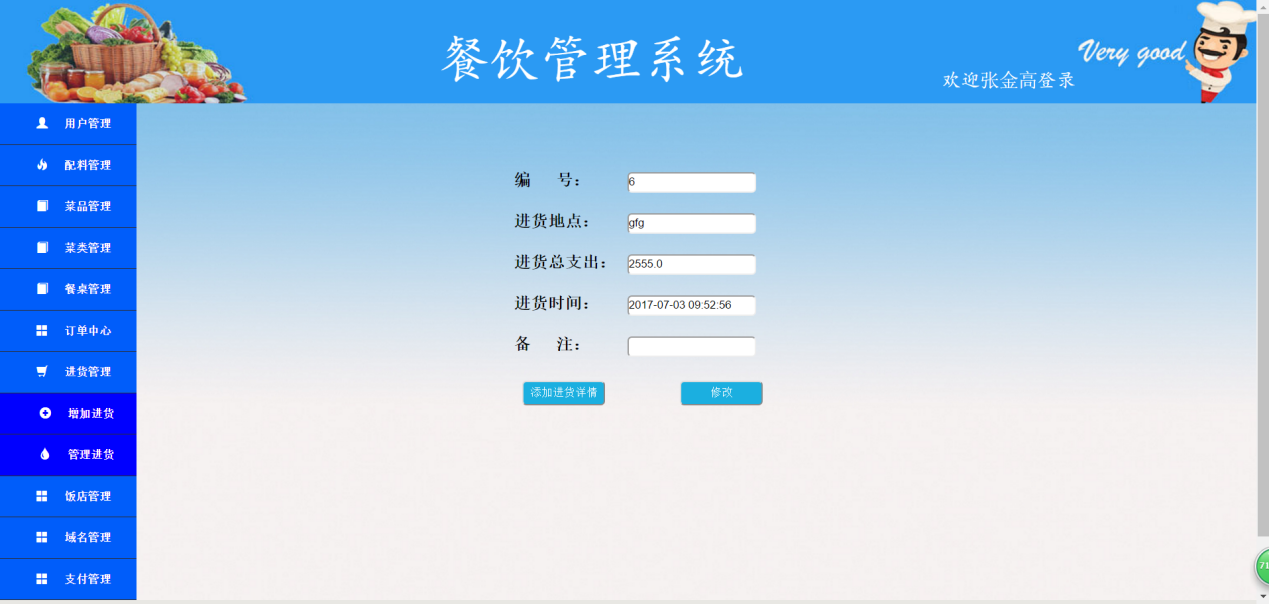 餐饮管理系统
Very good
欢迎张金高登录
用户管理
配料管理
菜品管理
菜类管理
餐桌管理
订单中心
进货管理
增加进货
管理进货
饭店管理
域名管理
支付管理
编 号： 6
进货地点： gfg
进货总支出： 2555.0
进货时间： 2017-07-03 09:52:56
备 注：
添加进货详情 修改
71